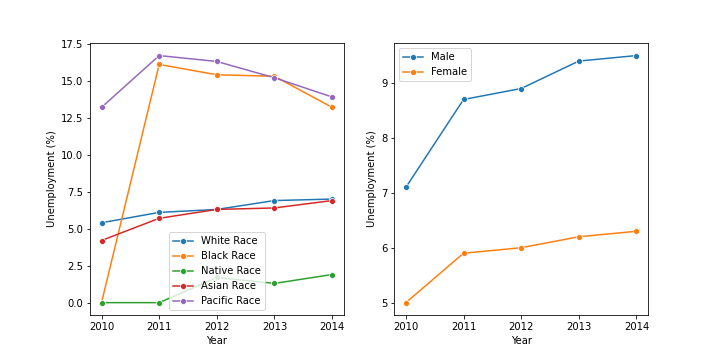 17.5
15.0
12.5
10.0
7.5
5.0
2.5
0.0
Unemployment (%)
White Race
Black Race
Native Race
Asian Race
Pacific Race
2010 2011 2012 2013 2014
Year
Male
Female
9
8
7
6
5
Unemployment (%)
2010 2011 2012 2013 2014
Year